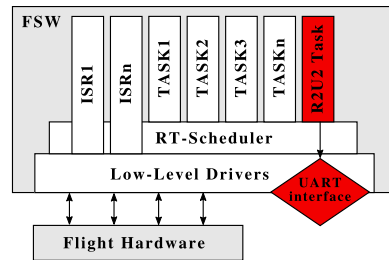 FSW
ISR1
ISRn
TASK1
TASK2
TASK3
TASKn
R2U2 Task
RT-Scheduler
Low-Level Drivers
UART
interface
Flight Hardware